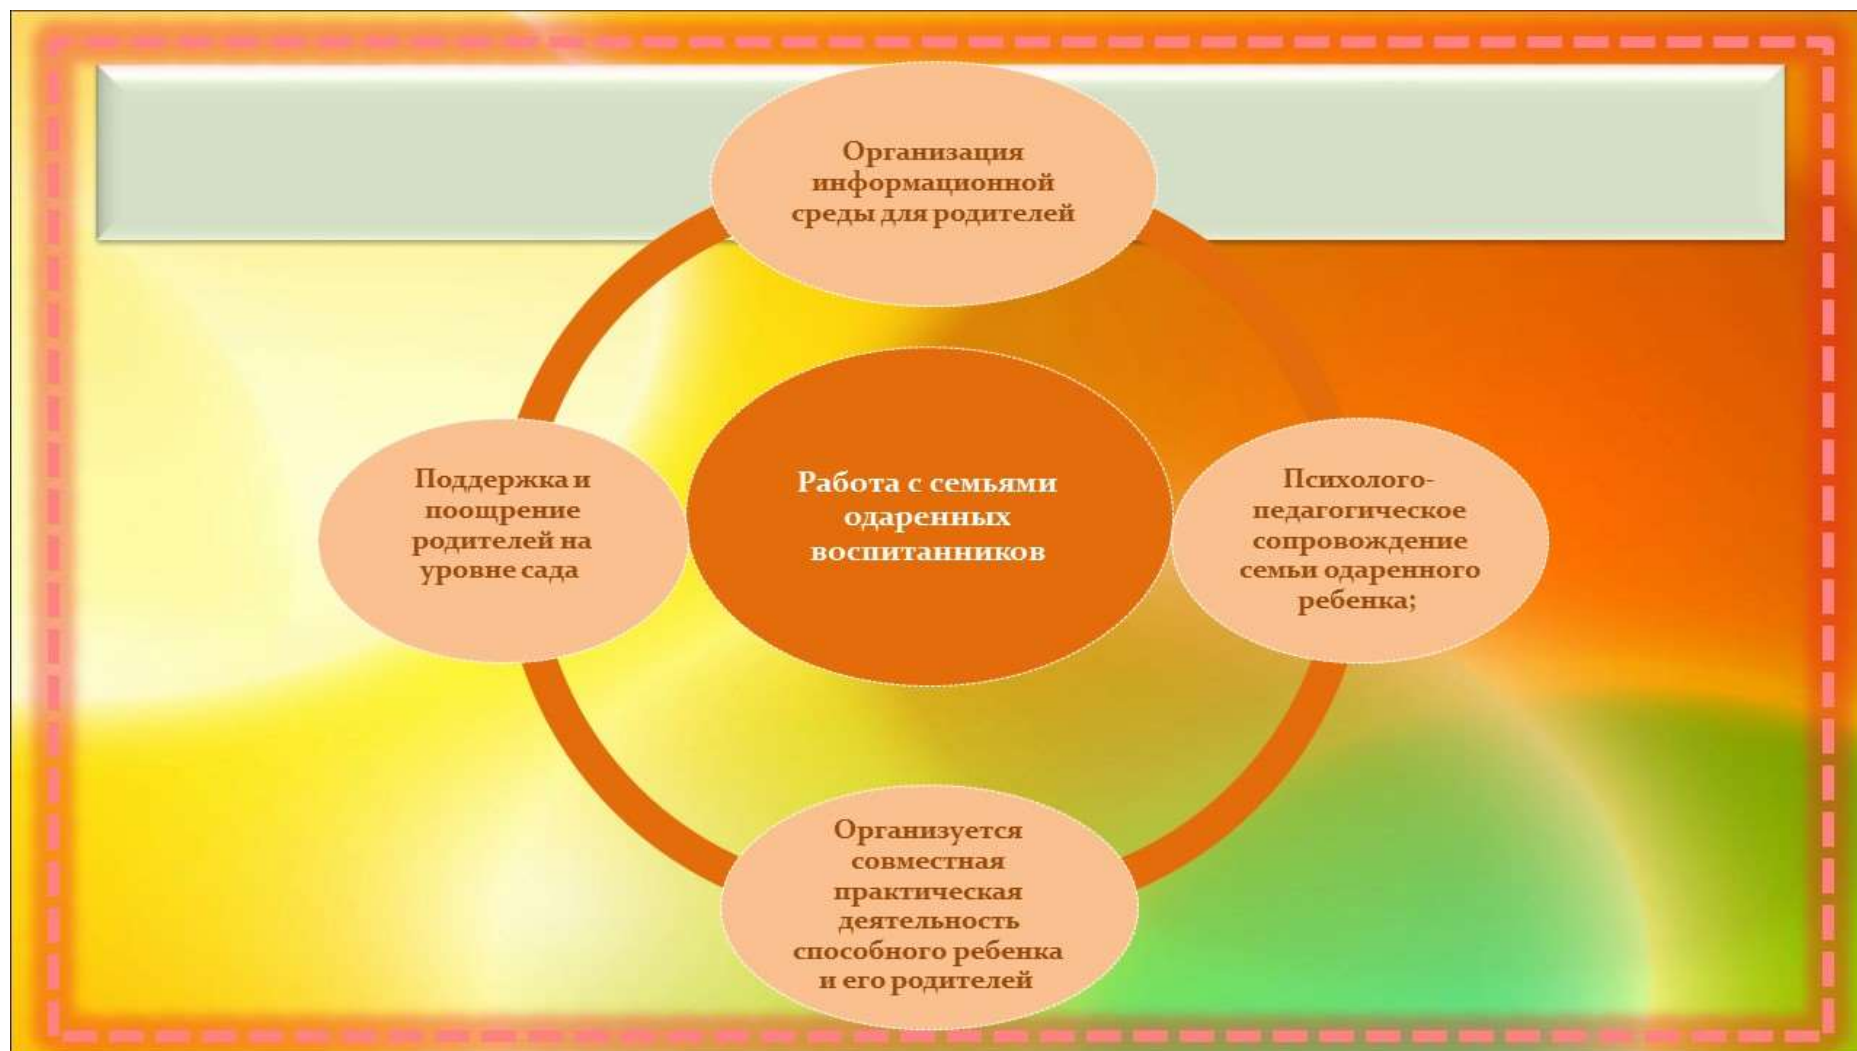 Организация
информационной
среды для родителей
Поддержка и
поощрение
родителей на
уровне сада
Работа с семьями
одаренных
воспитанников
Психолого-
педагогическое
сопровождение
семьи одаренного
ребенка;
Организуется
совместная
практическая
деятельность
способного ребенка
и его родителей